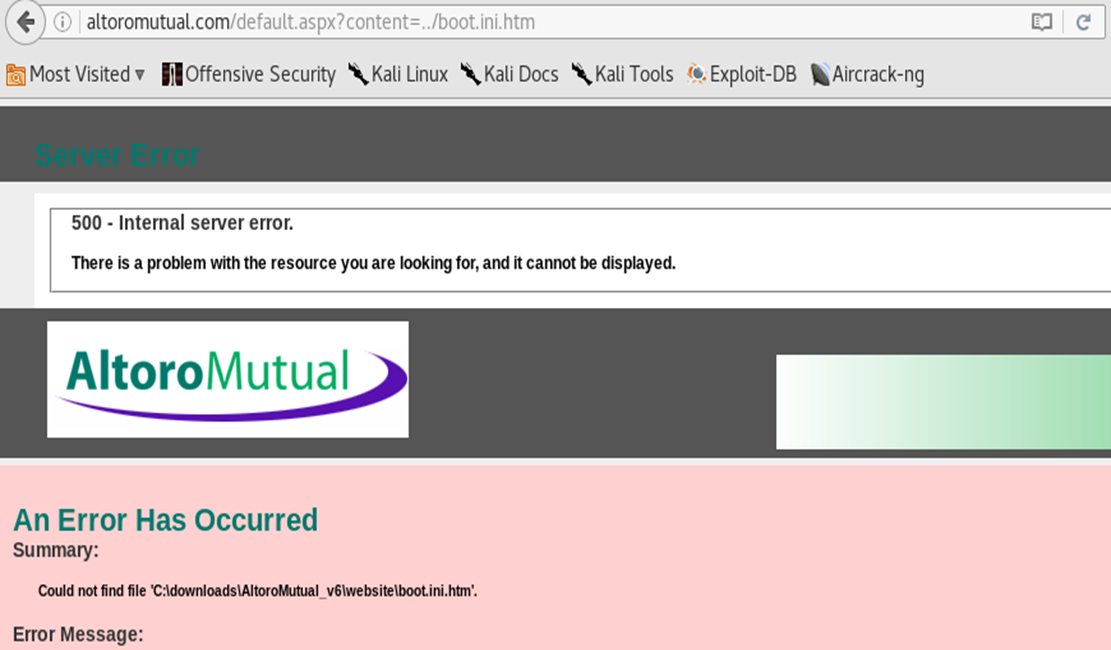 altoromutual.com/default.aspx?content=../boot.ini.htm
Most Visited Offensive Security Kali Linux Kali Docs Kali Tools Exploit-DB Aircrack-ng
Server Error
500 - Internal server error.
There is a problem with the resource you are looking for, and it cannot be displayed.
AltoroMutual
An Error Has Occurred
Summary:
Could not find file 'C:\downloads\AltoroMutual_v6\website\boot.ini.htm'.
Error Message: